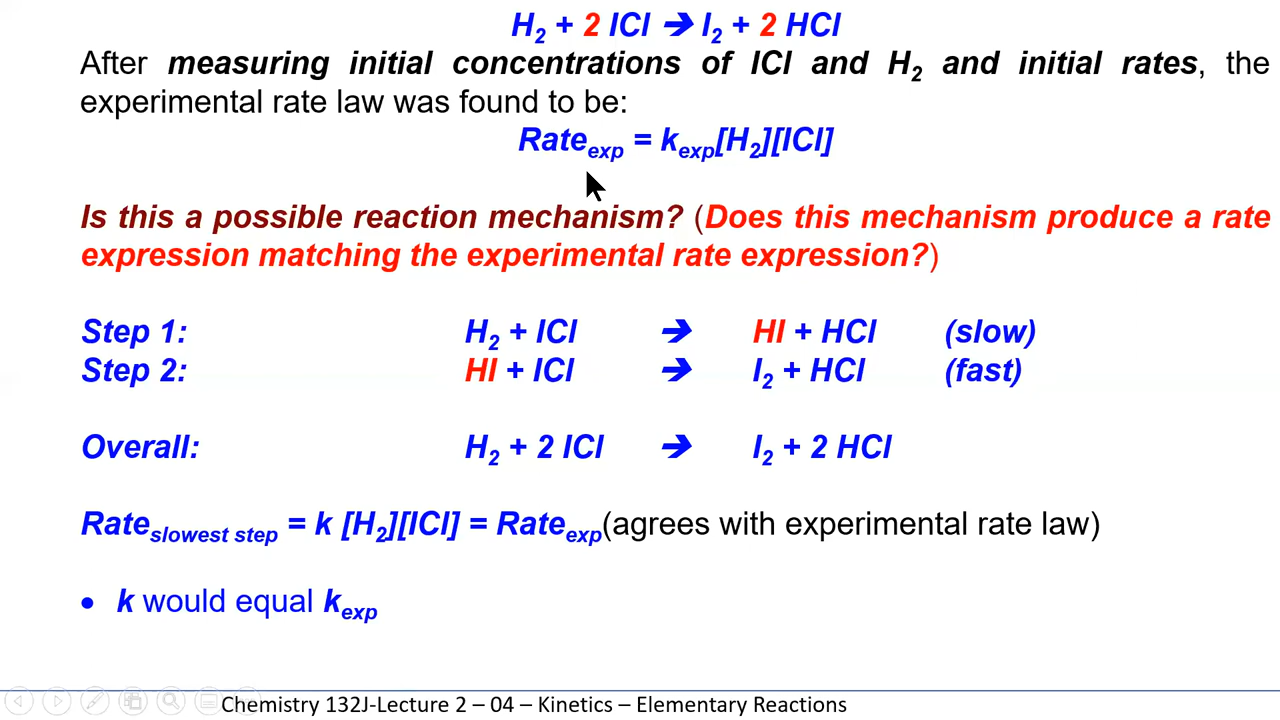 H₂ + 2 ICl ➔ I₂ + 2 HCl
After measuring initial concentrations of ICl and H₂ and initial rates, the
experimental rate law was found to be:
Rateₑₓₚ = kₑₓₚ[H₂][ICl]
Is this a possible reaction mechanism? (Does this mechanism produce a rate
expression matching the experimental rate expression?)
Step 1: H₂ + ICl ➔ HI + HCl (slow)
Step 2: HI + ICl ➔ I₂ + HCl (fast)
Overall: H₂ + 2 ICl ➔ I₂ + 2 HCl
Rate slowest step = k [H₂][ICl] = Rateₑₓₚ(agrees with experimental rate law)
• k would equal kₑₓₚ
Chemistry 132J-Lecture 2 – 04 – Kinetics – Elementary Reactions